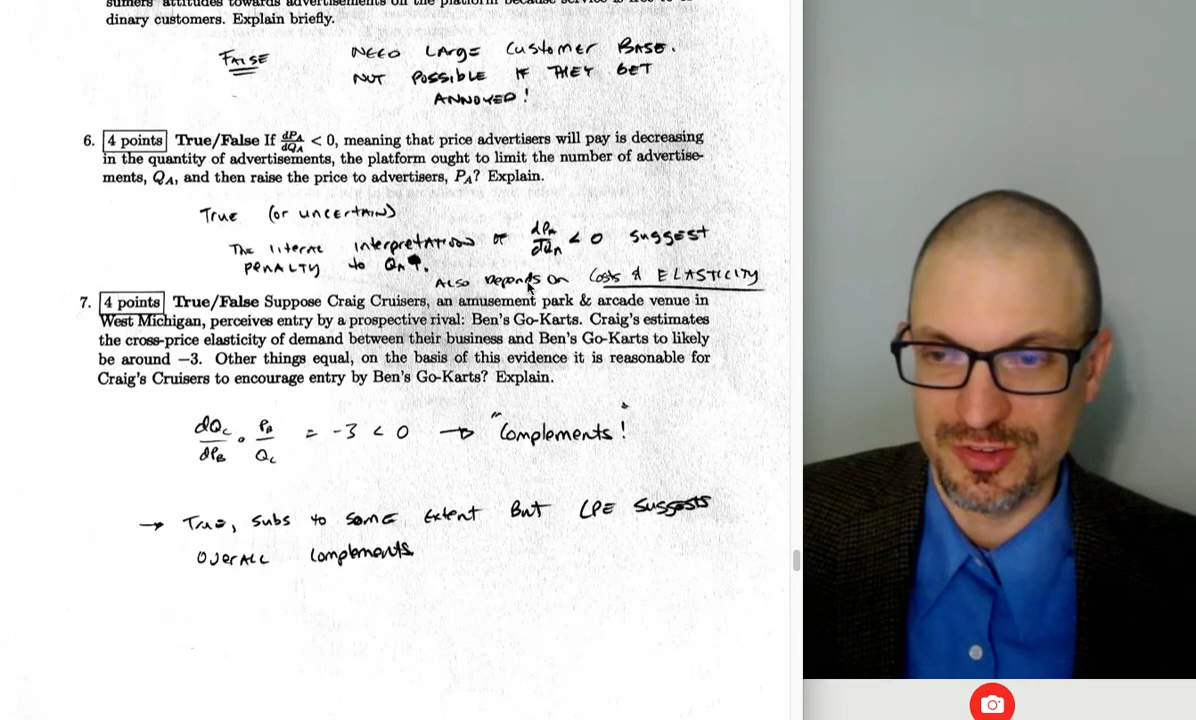 sumers' attitudes towards advertisements on the platform because service is free to or-
dinary customers. Explain briefly.
FALSE
NEED LARGE CUSTOMER BASE.
NOT POSSIBLE IF THEY GET
ANNOYED!
6. 4 points True/False If dPA/dQA < 0, meaning that price advertisers will pay is decreasing
in the quantity of advertisements, the platform ought to limit the number of advertise-
ments, QA, and then raise the price to advertisers, PA? Explain.
True (or UNCERTAIN)
THE literal INterpretATION OF dPA/dQA < 0 SUGGEST
PENALTY to QA↑.
ALSO Depends on Costs & ELASTICITY
7. 4 points True/False Suppose Craig Cruisers, an amusement park & arcade venue in
West Michigan, perceives entry by a prospective rival: Ben's Go-Karts. Craig's estimates
the cross-price elasticity of demand between their business and Ben's Go-Karts to likely
be around −3. Other things equal, on the basis of this evidence it is reasonable for
Craig's Cruisers to encourage entry by Ben's Go-Karts? Explain.
dQC/dPB · PB/QC = -3 < 0 → "Complements!"
→ True, subs to some Extent But CPE suggests
OverALL Complements